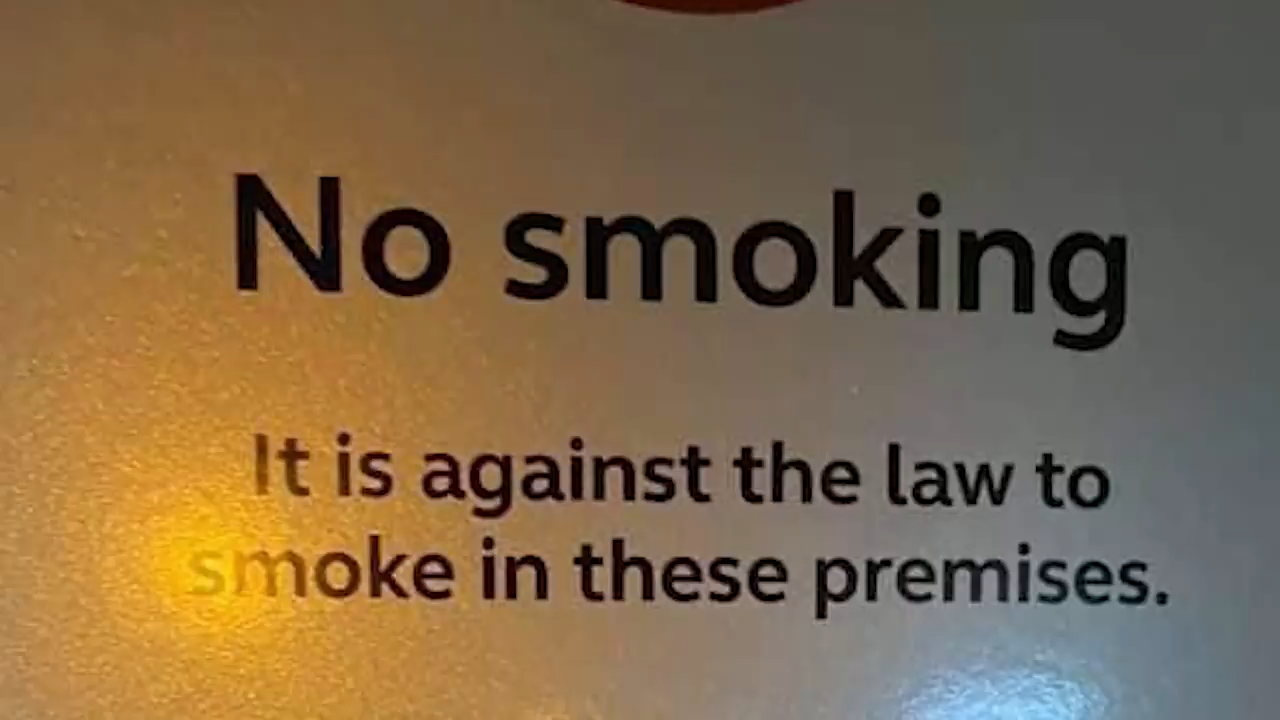 No smoking
It is against the law to
smoke in these premises.